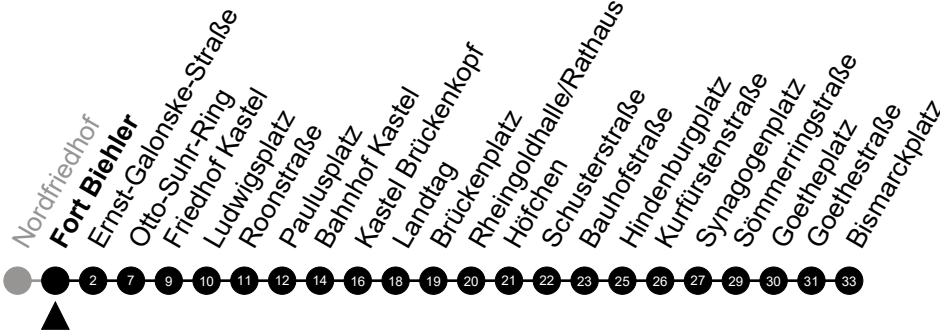 Nordfriedhof
Fort Biehler
Ernst-Galonske-Straße
Otto-Suhr-Ring
Friedhof Kastel
Ludwigsplatz
Roonstraße
Paulusplatz
Bahnhof Kastel
Kastel Brückenkopf
Landtag
Brückenplatz
Rheingoldhalle/Rathaus
Höfchen
Schusterstraße
Bauhofstraße
Hindenburgplatz
Kurfürstenstraße
Synagogenplatz
Sömmerringstraße
Goetheplatz
Goethestraße
Bismarckplatz
2 7 9 10 11 12 14 16 18 19 20 21 22 23 25 26 27 29 30 31 33